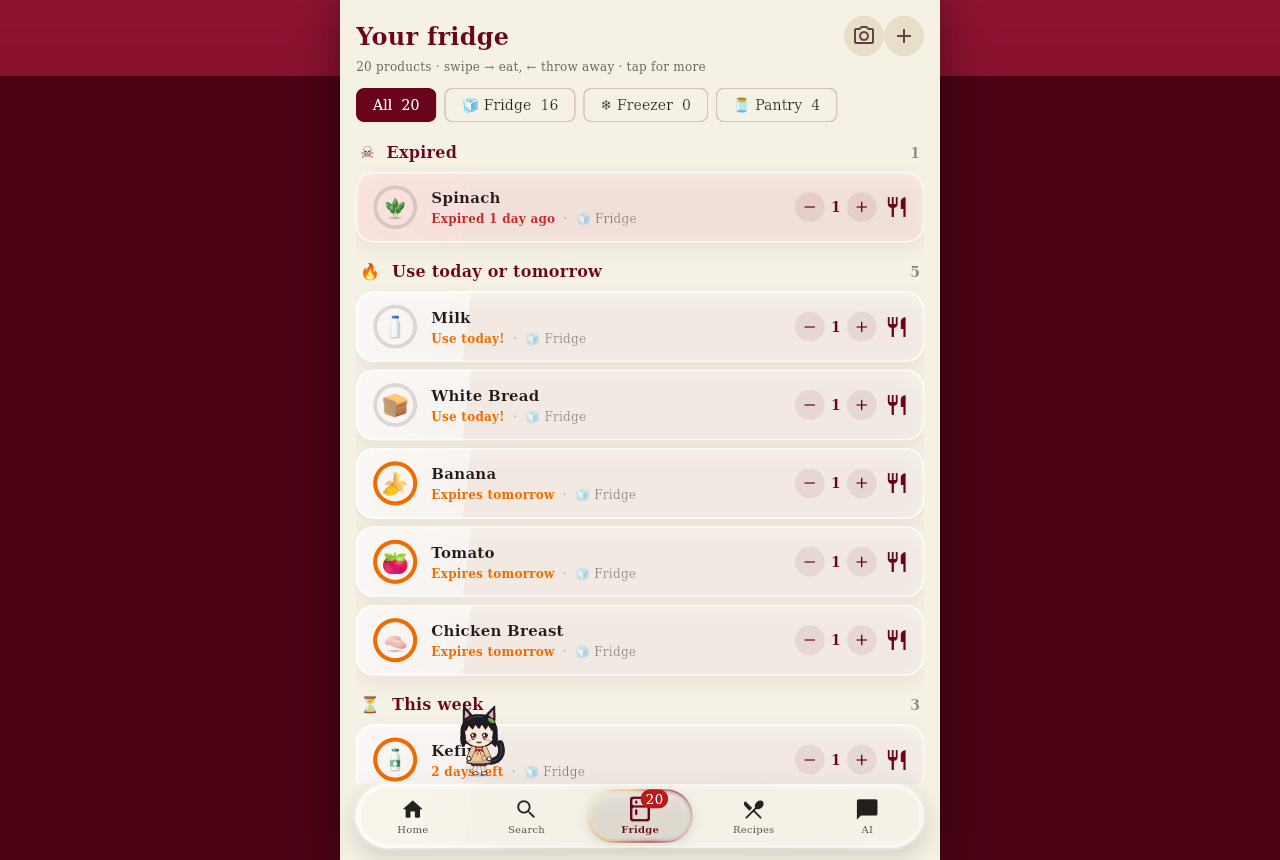 Your fridge
20 products · swipe → eat, ← throw away · tap for more
All 20 Fridge 16 Freezer 0 Pantry 4
Expired 1
Spinach
Expired 1 day ago · Fridge
1
Use today or tomorrow 5
Milk
Use today! · Fridge
1
White Bread
Use today! · Fridge
1
Banana
Expires tomorrow · Fridge
1
Tomato
Expires tomorrow · Fridge
1
Chicken Breast
Expires tomorrow · Fridge
1
This week 3
2 days left · Fridge
1
20
Home Search Fridge Recipes AI